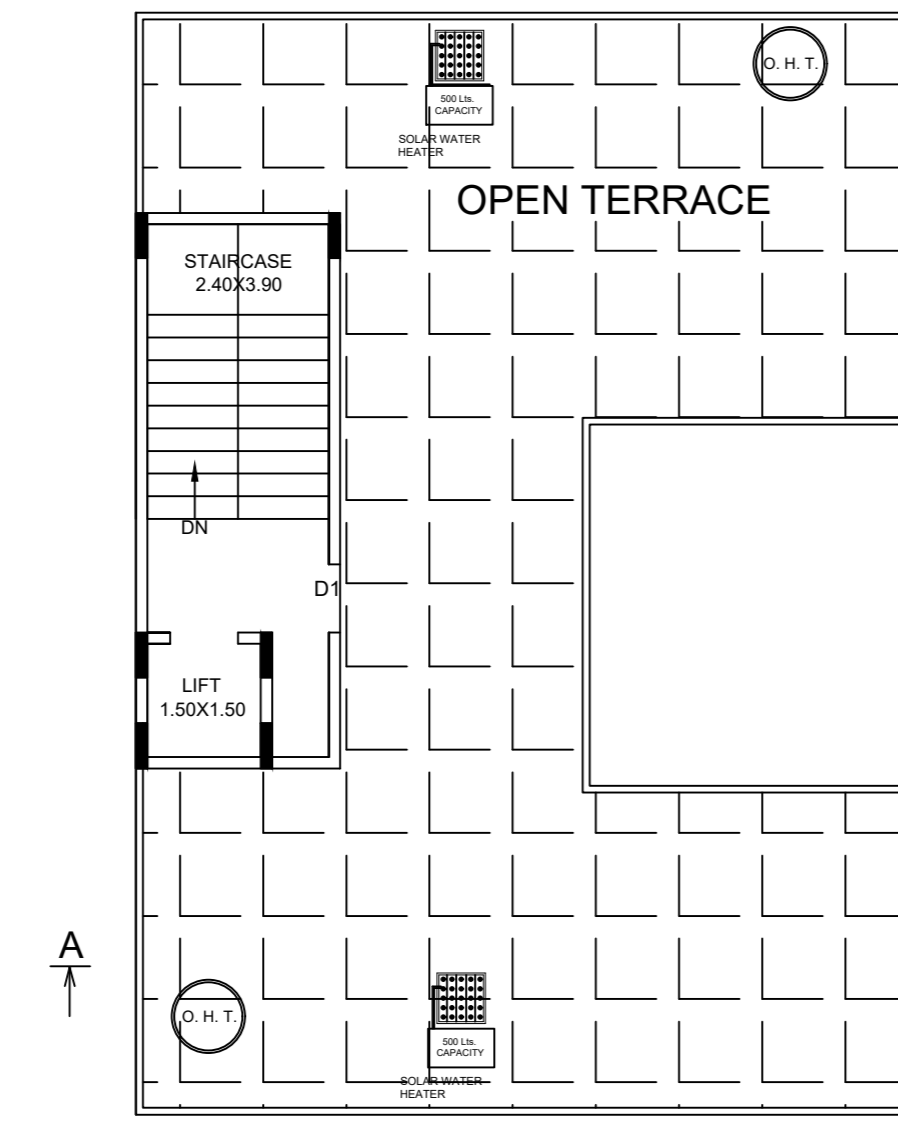 O. H. T.
500 Lts.
CAPACITY
SOLAR WATER
HEATER
OPEN TERRACE
STAIRCASE
2.40X3.90
DN
D1
LIFT
1.50X1.50
A
O. H. T.
500 Lts.
CAPACITY
SOLAR WATER
HEATER